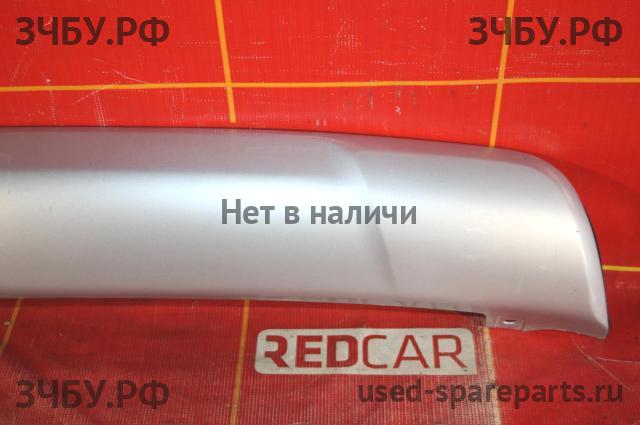 ЗЧБУ.РФ ЗЧБУ.РФ
Нет в наличи
REDCAR
ЗЧБУ.РФ used-spareparts.ru